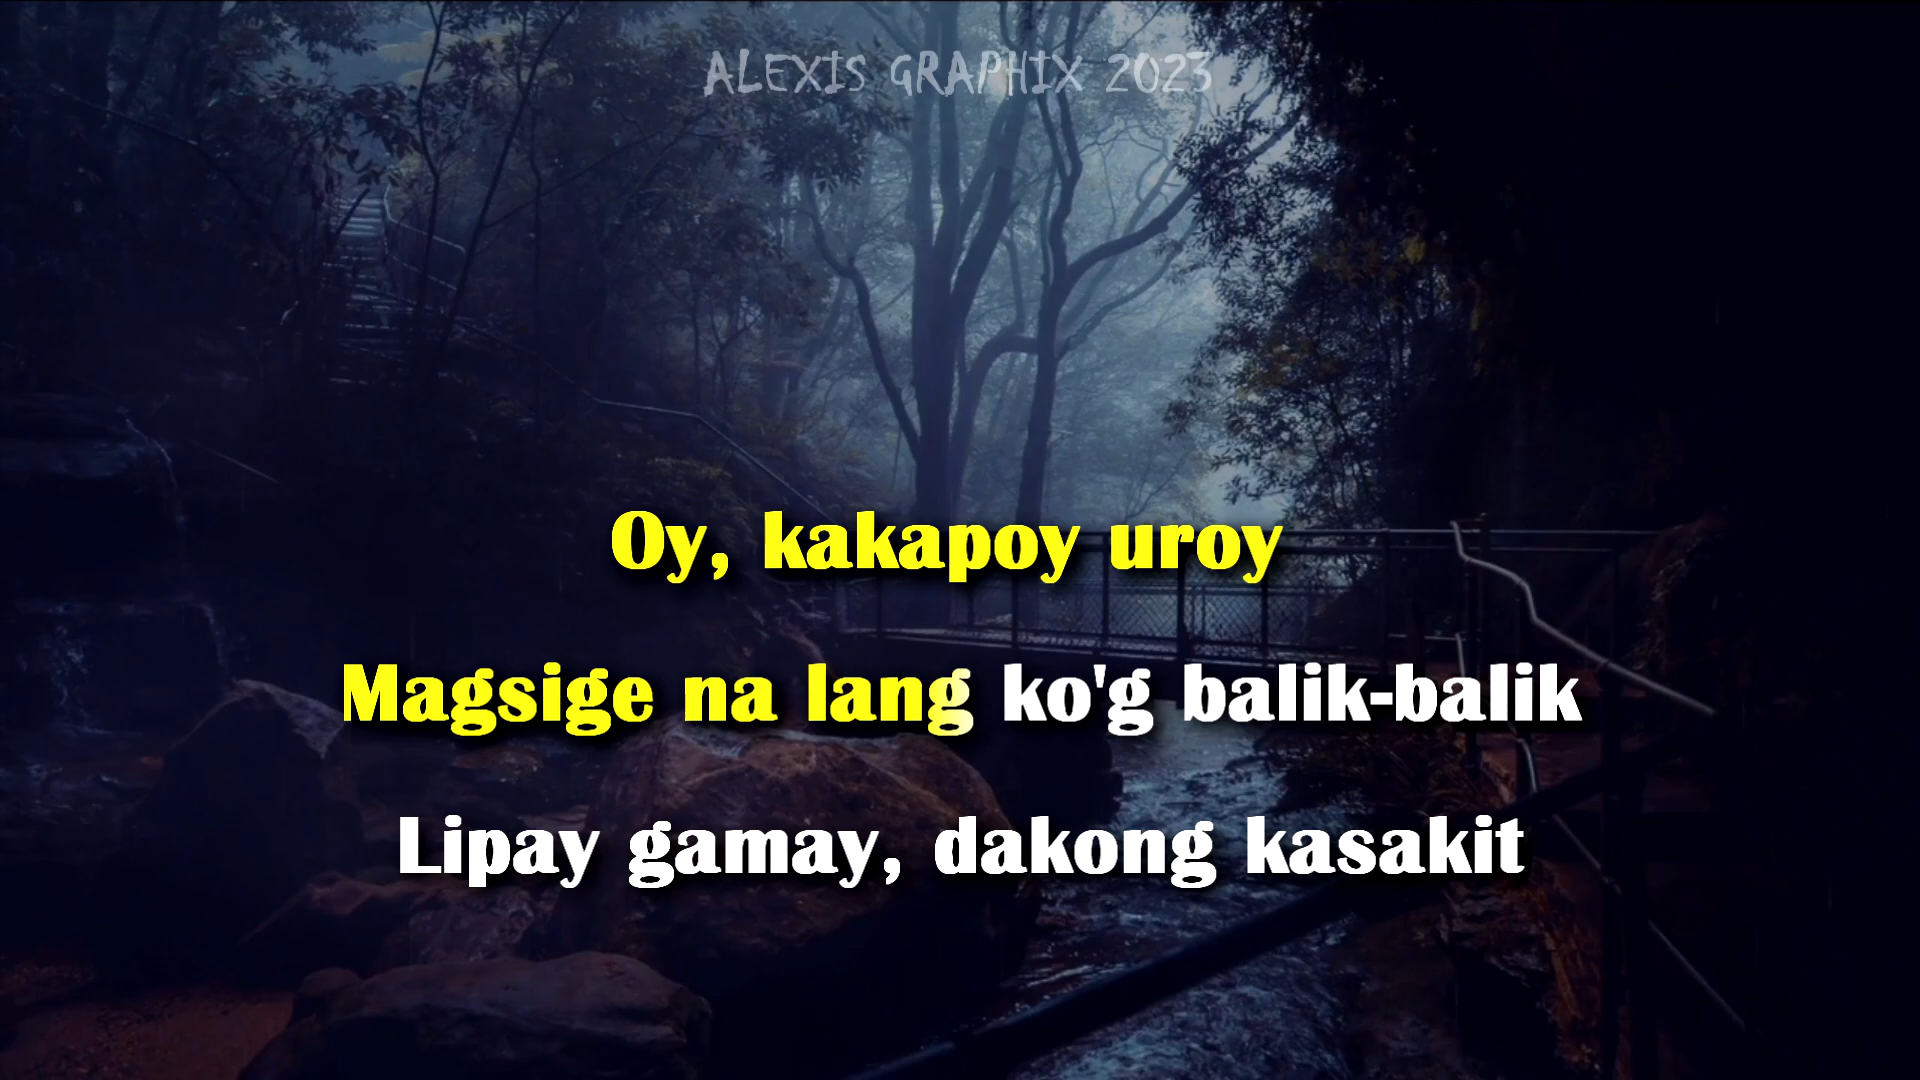 ALEXIS GRAPHIX 2023
Oy, kakapoy uroy
Magsige na lang ko'g balik-balik
Lipay gamay, dakong kasakit